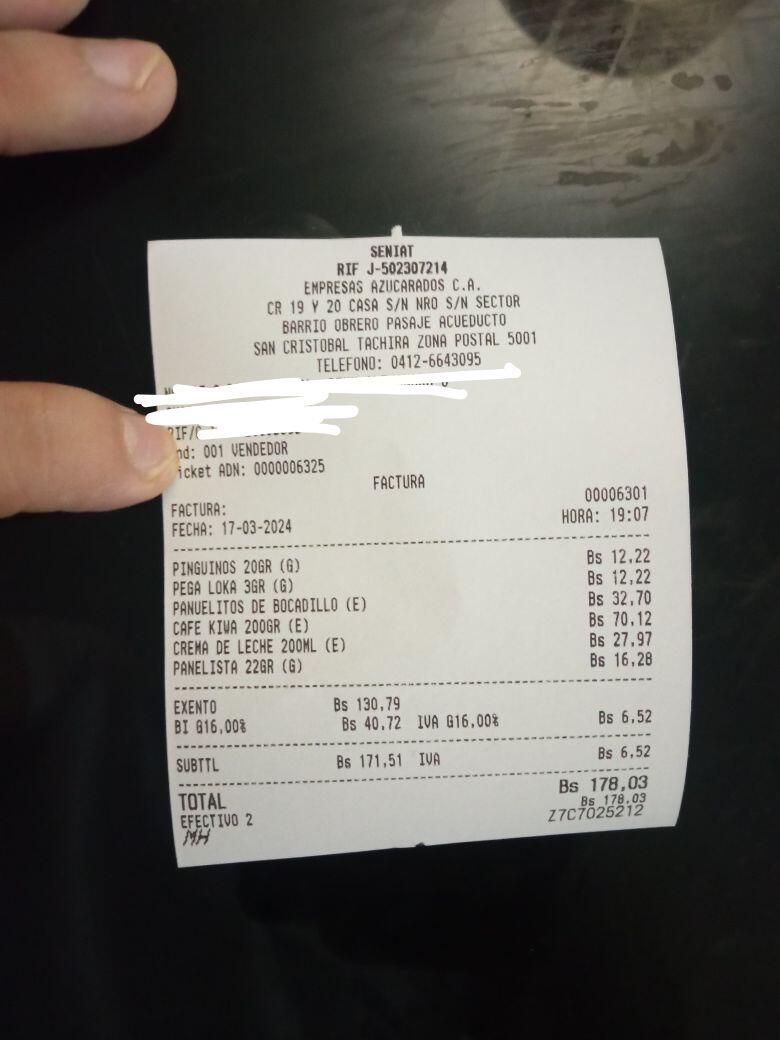 SENIAT
RIF J-502307214
EMPRESAS AZUCARADOS C.A.
CR 19 Y 20 CASA S/N NRO S/N SECTOR
BARRIO OBRERO PASAJE ACUEDUCTO
SAN CRISTOBAL TACHIRA ZONA POSTAL 5001
TELEFONO: 0412-6643095
RIF/
nd: 001 VENDEDOR
icket ADN: 0000006325
FACTURA
FACTURA: 00006301
FECHA: 17-03-2024 HORA: 19:07
PINGUINOS 20GR (G) Bs 12,22
PEGA LOKA 3GR (G) Bs 12,22
PANUELITOS DE BOCADILLO (E) Bs 32,70
CAFE KIWA 200GR (E) Bs 70,12
CREMA DE LECHE 200ML (E) Bs 27,97
PANELISTA 22GR (G) Bs 16,28
EXENTO Bs 130,79
BI G16,00% Bs 40,72 IVA G16,00% Bs 6,52
SUBTTL Bs 171,51 IVA Bs 6,52
TOTAL Bs 178,03
EFECTIVO 2 Bs 178,03
MH Z7C7025212